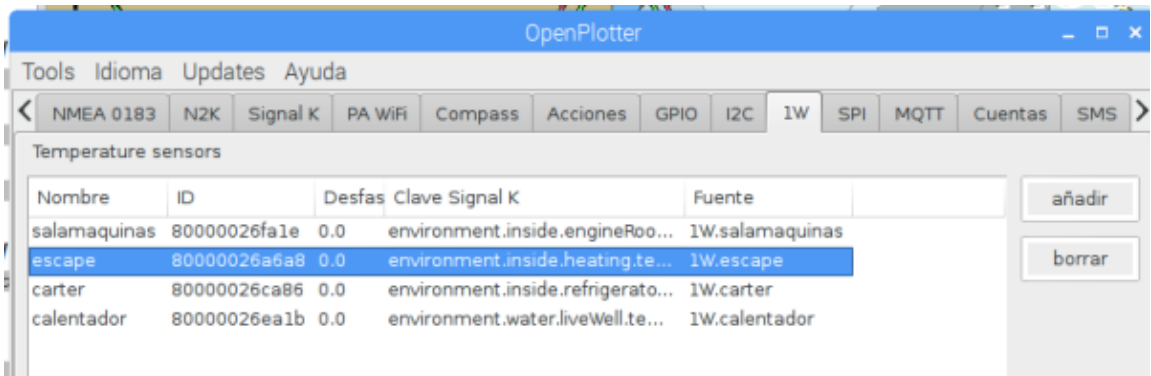 OpenPlotter
Tools Idioma Updates Ayuda
NMEA 0183 N2K Signal K PA WiFi Compass Acciones GPIO I2C 1W SPI MQTT Cuentas SMS
Temperature sensors
Nombre ID Desfas Clave Signal K Fuente
añadir
salamaquinas 80000026fa1e 0.0 environment.inside.engineRoo... 1W.salamaquinas
escape 80000026a6a8 0.0 environment.inside.heating.te... 1W.escape
borrar
carter 80000026ca86 0.0 environment.inside.refrigerato... 1W.carter
calentador 80000026ea1b 0.0 environment.water.liveWell.te... 1W.calentador